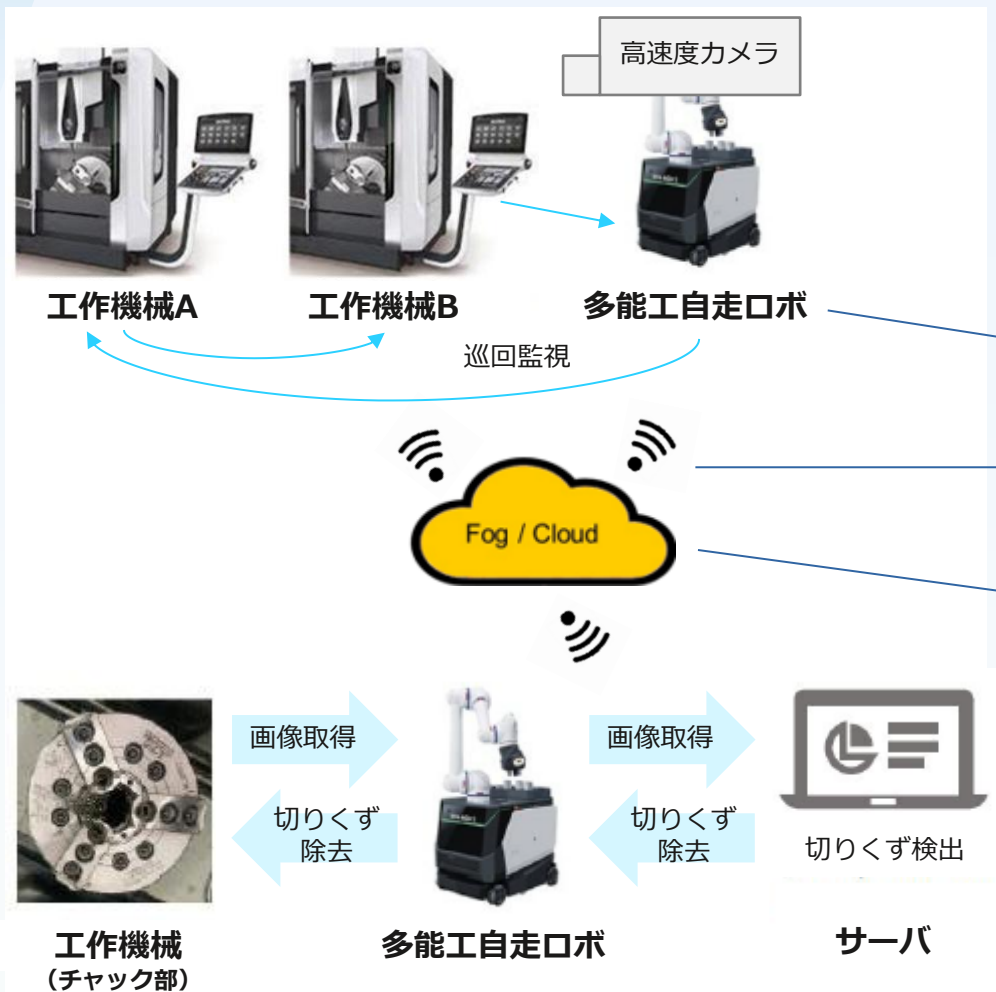 高速度カメラ
工作機械A
工作機械B
多能工自走ロボ
巡回監視
Fog / Cloud
画像取得
画像取得
切りくず
除去
切りくず
除去
切りくず検出
工作機械
（チャック部）
多能工自走ロボ
サーバ